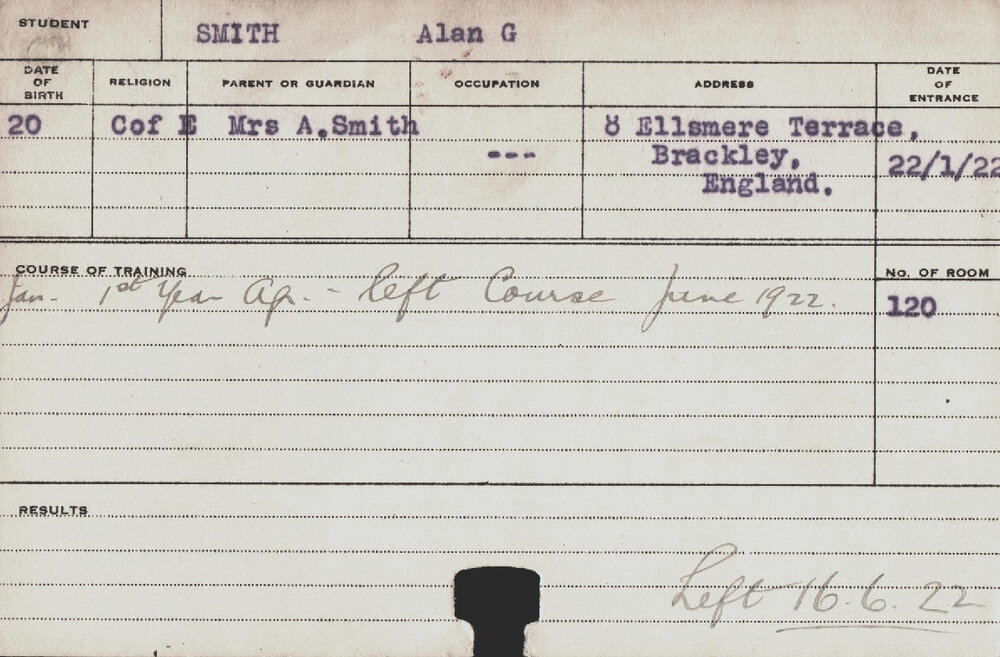 STUDENT SMITH Alan G
DATE OF BIRTH RELIGION PARENT OR GUARDIAN OCCUPATION ADDRESS DATE OF ENTRANCE
20 Cof E Mrs A.Smith --- 8 Ellsmere Terrace,
Brackley, 22/1/22
England.
COURSE OF TRAINING No. OF ROOM
Jan. 1st Year Ag. - left Course June 1922. 120
RESULTS
Left 16.6.22